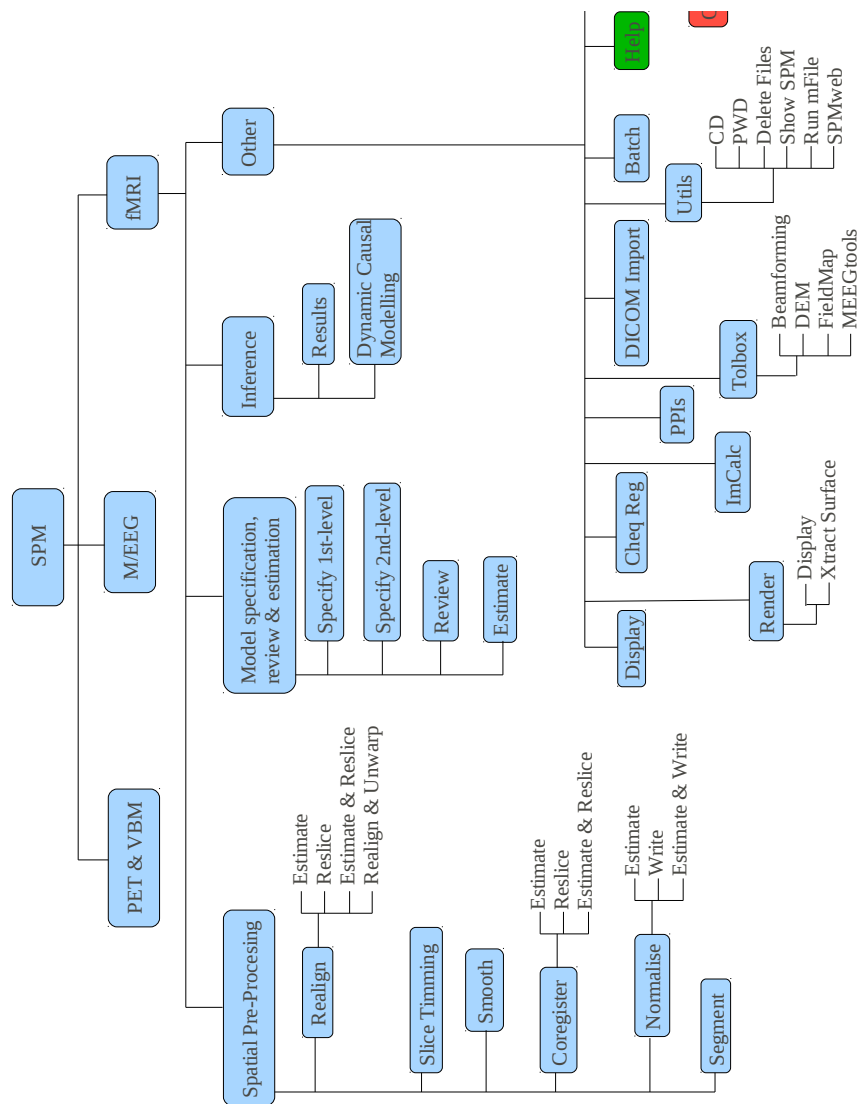 SPM
PET & VBM
M/EEG
fMRI
Spatial Pre-Procesing
Realign
Estimate
Reslice
Estimate & Reslice
Realign & Unwarp
Slice Timming
Smooth
Coregister
Estimate
Reslice
Estimate & Reslice
Normalise
Estimate
Write
Estimate & Write
Segment
Model specification,
review & estimation
Specify 1st-level
Specify 2nd-level
Review
Estimate
Inference
Results
Dynamic Causal
Modelling
Other
Display
Cheq Reg
DICOM Import
Batch
Help
Render
Display
Xtract Surface
ImCalc
PPIs
Tolbox
Beamforming
DEM
FieldMap
MEEGtools
Utils
CD
PWD
Delete Files
Show SPM
Run mFile
SPMweb